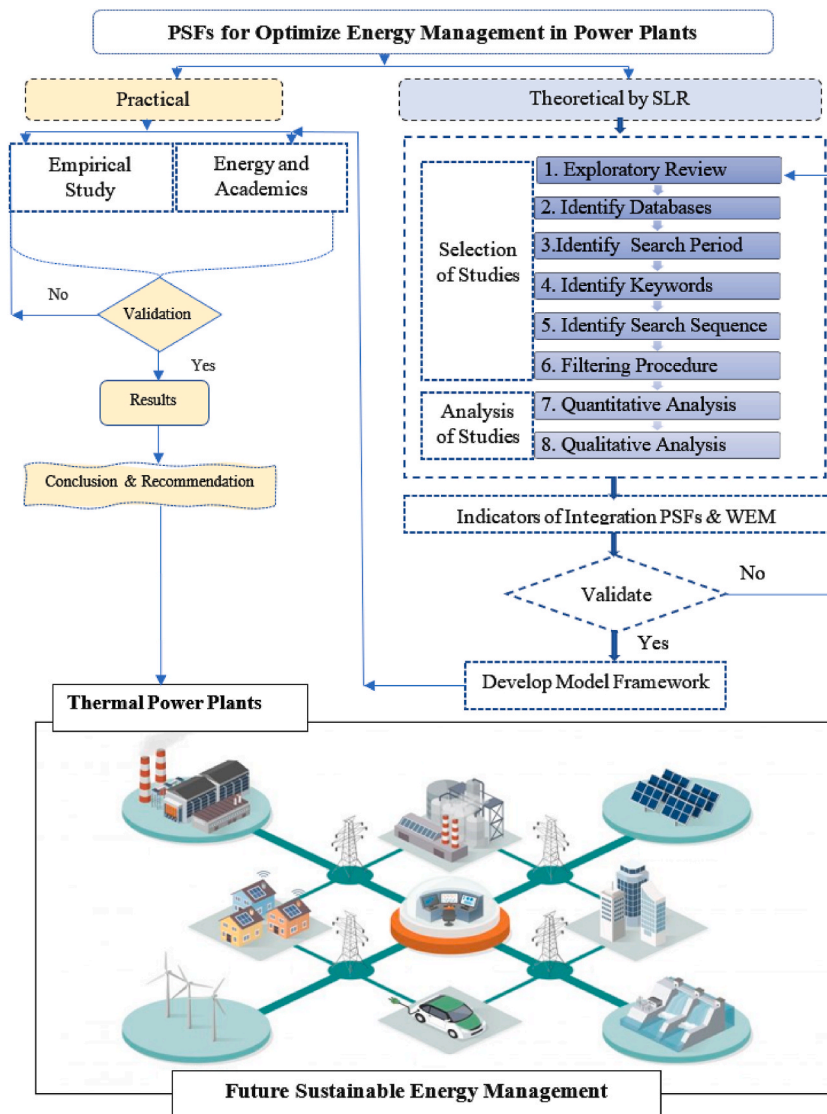 PSFs for Optimize Energy Management in Power Plants
Practical
Theoretical by SLR
Empirical
Study
Energy and
Academics
No
Validation
Yes
Results
Conclusion & Recommendation
Selection
of Studies
1. Exploratory Review
2. Identify Databases
3.Identify Search Period
4. Identify Keywords
5. Identify Search Sequence
6. Filtering Procedure
Analysis
of Studies
7. Quantitative Analysis
8. Qualitative Analysis
Indicators of Integration PSFs & WEM
Validate
No
Yes
Develop Model Framework
Thermal Power Plants
Future Sustainable Energy Management